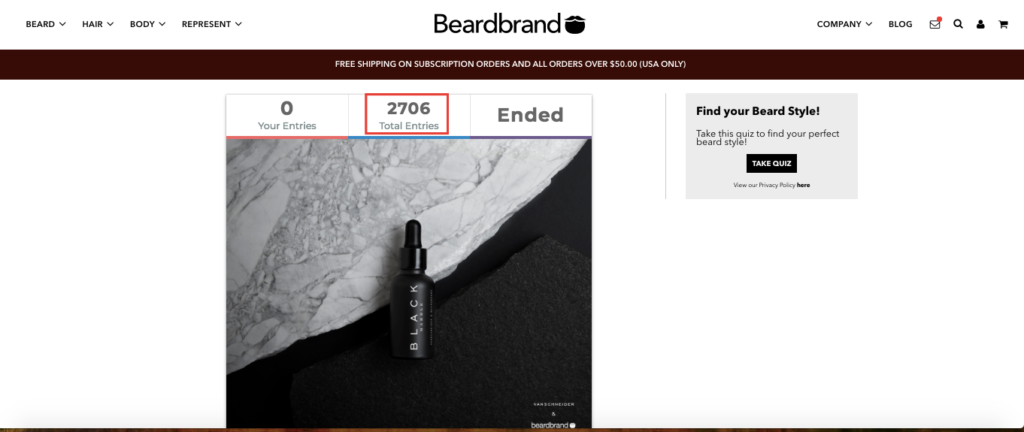 BEARD HAIR BODY REPRESENT Beardbrand COMPANY BLOG
FREE SHIPPING ON SUBSCRIPTION ORDERS AND ALL ORDERS OVER $50.00 (USA ONLY)
0
Your Entries
2706
Total Entries
Ended
Find your Beard Style!
Take this quiz to find your perfect
beard style!
TAKE QUIZ
View our Privacy Policy here
BLACK
MARBLE
VANSCHNEIDER
&
beardbrand